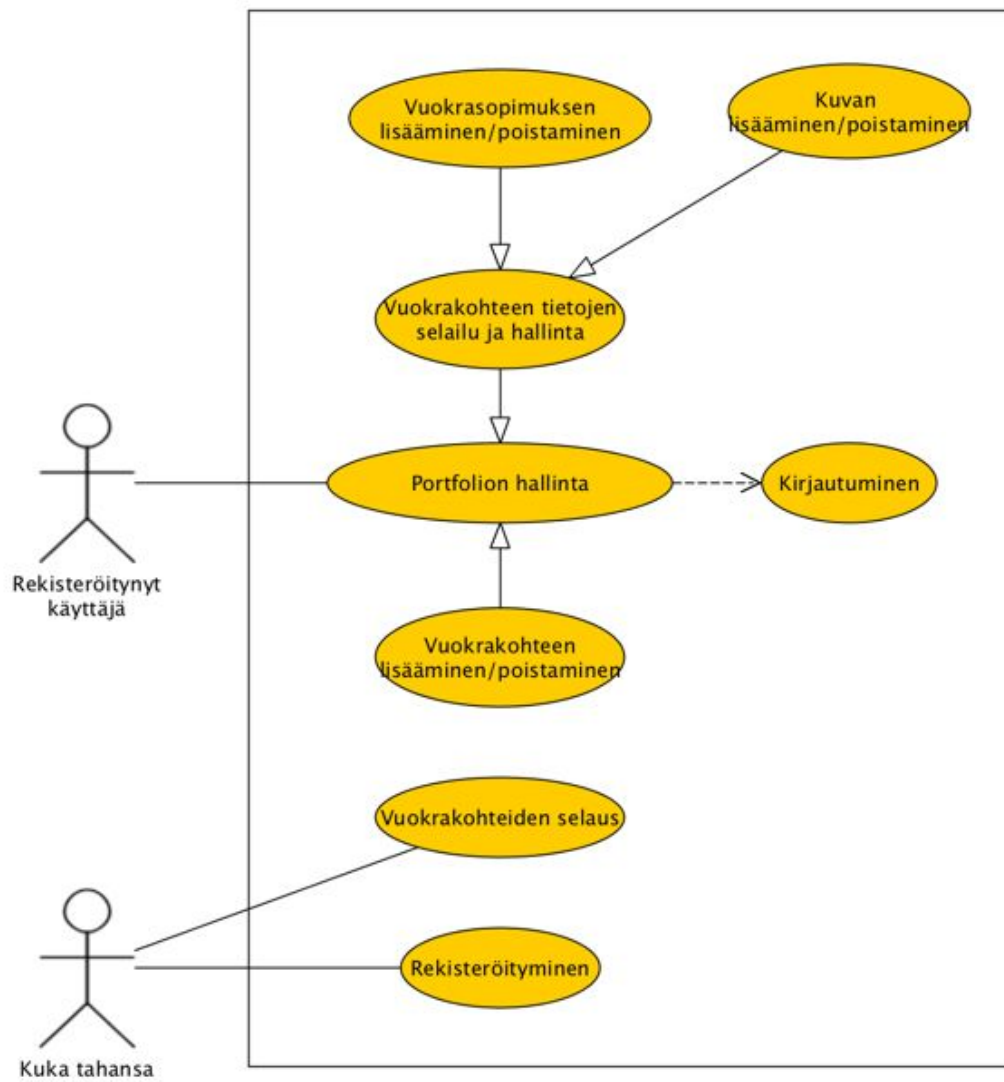 Vuokrasopimuksen
lisääminen/poistaminen
Kuvan
lisääminen/poistaminen
Vuokrakohteen tietojen
selailu ja hallinta
Portfolion hallinta
Kirjautuminen
Rekisteröitynyt
käyttäjä
Vuokrakohteen
lisääminen/poistaminen
Vuokrakohteiden selaus
Rekisteröityminen
Kuka tahansa